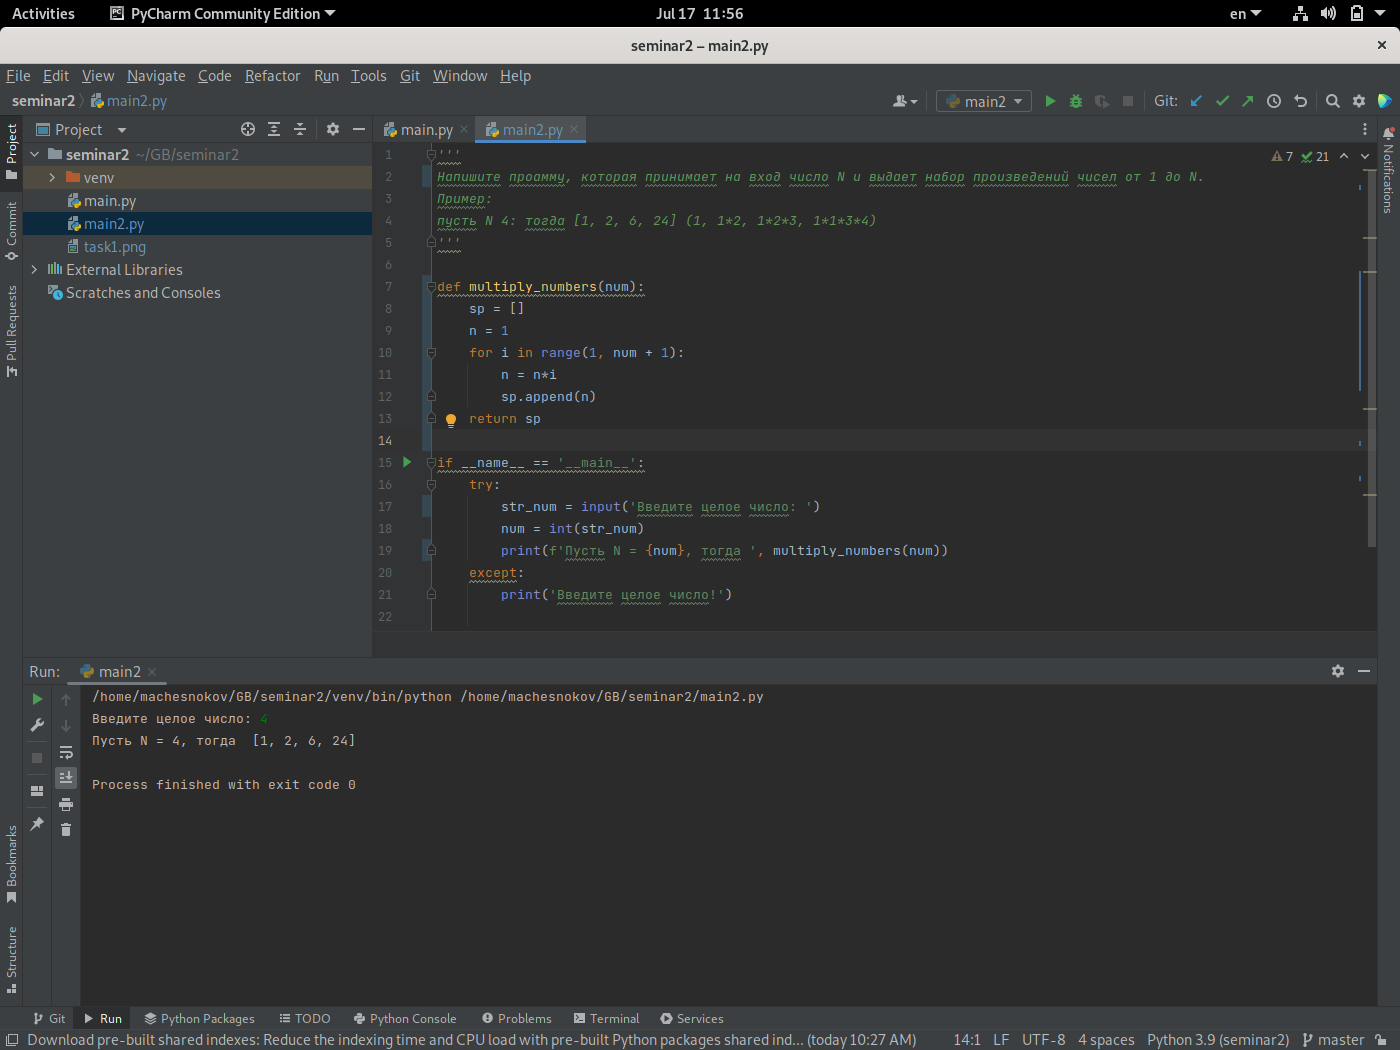 Activities PyCharm Community Edition Jul 17 11:56 en
seminar2 – main2.py
File Edit View Navigate Code Refactor Run Tools Git Window Help
seminar2 main2.py main2 Git:
Project
main.py main2.py
seminar2 ~/GB/seminar2
venv
main.py
main2.py
task1.png
External Libraries
Scratches and Consoles
Project
Commit
Pull Requests
Bookmarks
Structure
Notifications
7 21
1 '''
2 Напишите проамму, которая принимает на вход число N и выдает набор произведений чисел от 1 до N.
3 Пример:
4 пусть N 4: тогда [1, 2, 6, 24] (1, 1*2, 1*2*3, 1*1*3*4)
5 '''
6
7 def multiply_numbers(num):
8 sp = []
9 n = 1
10 for i in range(1, num + 1):
11 n = n*i
12 sp.append(n)
13 return sp
14
15 if __name__ == '__main__':
16 try:
17 str_num = input('Введите целое число: ')
18 num = int(str_num)
19 print(f'Пусть N = {num}, тогда ', multiply_numbers(num))
20 except:
21 print('Введите целое число!')
22
Run: main2
/home/machesnokov/GB/seminar2/venv/bin/python /home/machesnokov/GB/seminar2/main2.py
Введите целое число: 4
Пусть N = 4, тогда  [1, 2, 6, 24]
Process finished with exit code 0
Git Run Python Packages TODO Python Console Problems Terminal Services
Download pre-built shared indexes: Reduce the indexing time and CPU load with pre-built Python packages shared ind... (today 10:27 AM) 14:1 LF UTF-8 4 spaces Python 3.9 (seminar2) master